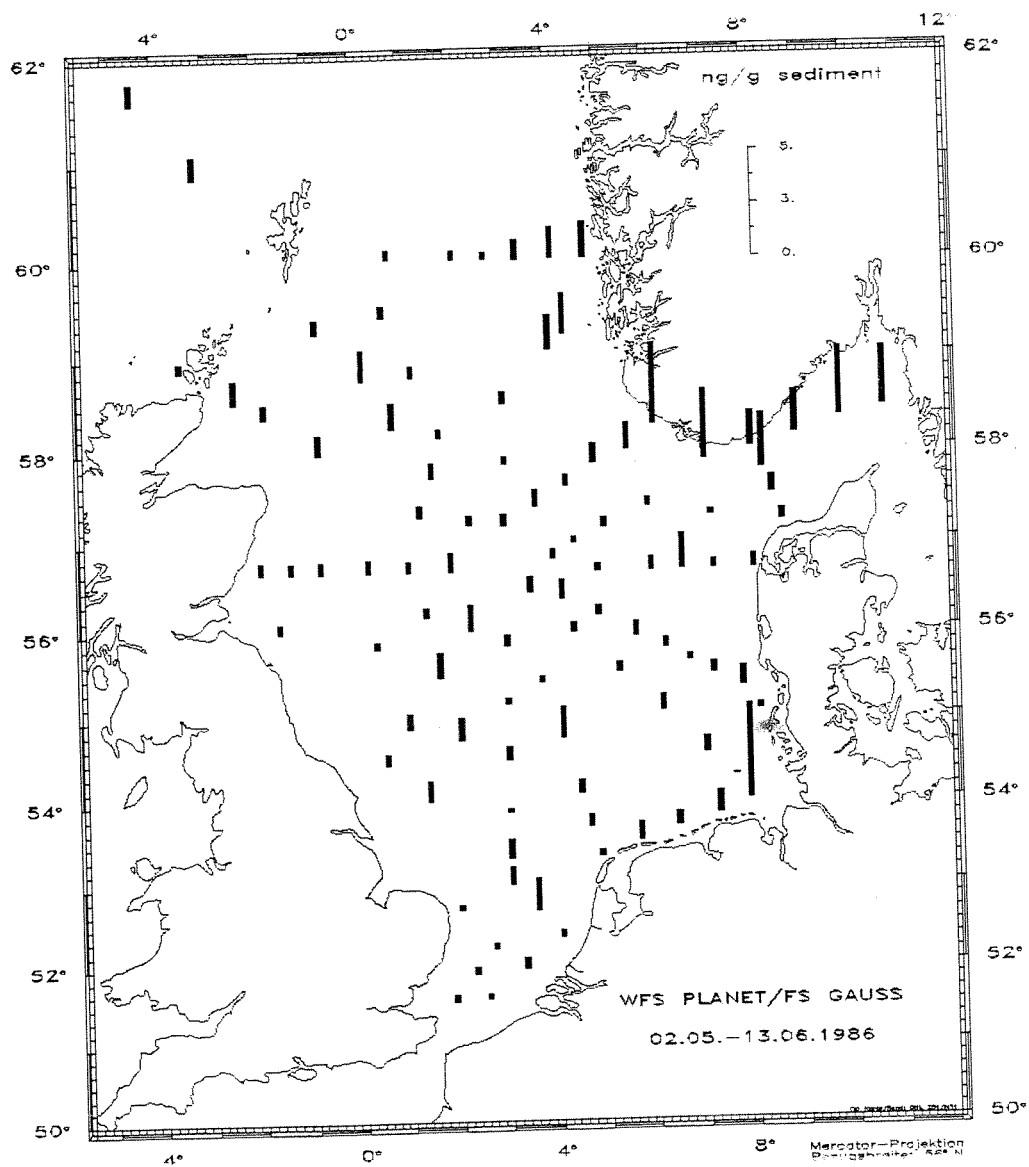 4° 0° 4° 8° 12°
62° 62°
ng/g sediment
5.
3.
0.
60° 60°
58° 58°
56° 56°
54° 54°
52° 52°
WFS PLANET/FS GAUSS
02.05.–13.06.1986
50° 50°
4° 0° 4° 8°
Mercator–Projektion
Bezugsbreite: 56° N